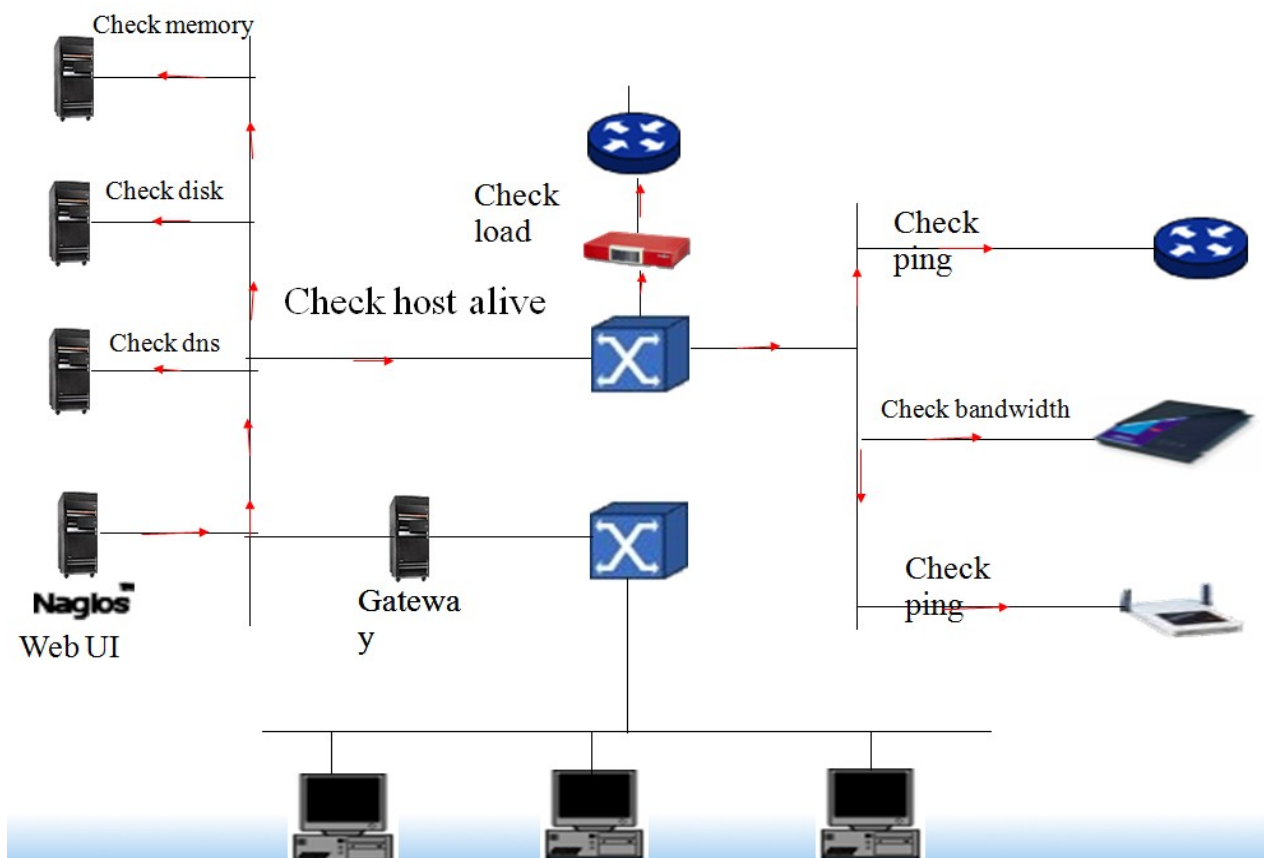 Check memory
Check disk
Check
load
Check
ping
Check host alive
Check dns
Check bandwidth
Check
ping
Nagios™
Web UI
Gatewa
y